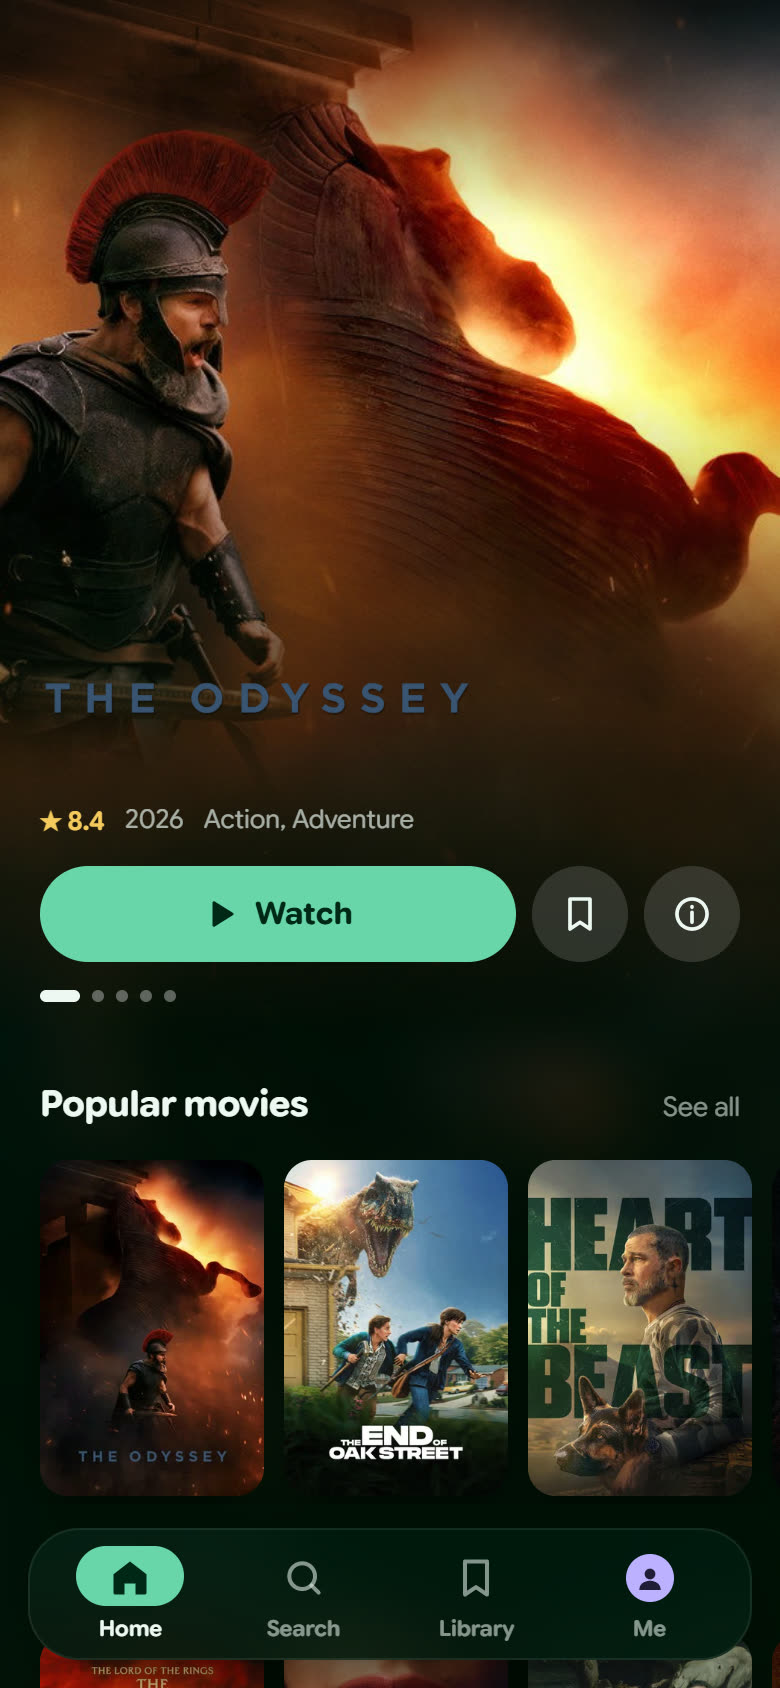 THE ODYSSEY
★ 8.4 2026 Action, Adventure
Watch
Popular movies
See all
THE ODYSSEY
THE END OF
OAK STREET
HEART
OF
THE
BEAST
Home
Search
Library
Me
THE LORD OF THE RINGS
THE